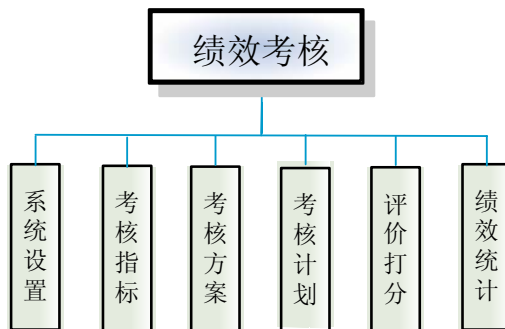 绩效考核
系统设置
考核指标
考核方案
考核计划
评价打分
绩效统计